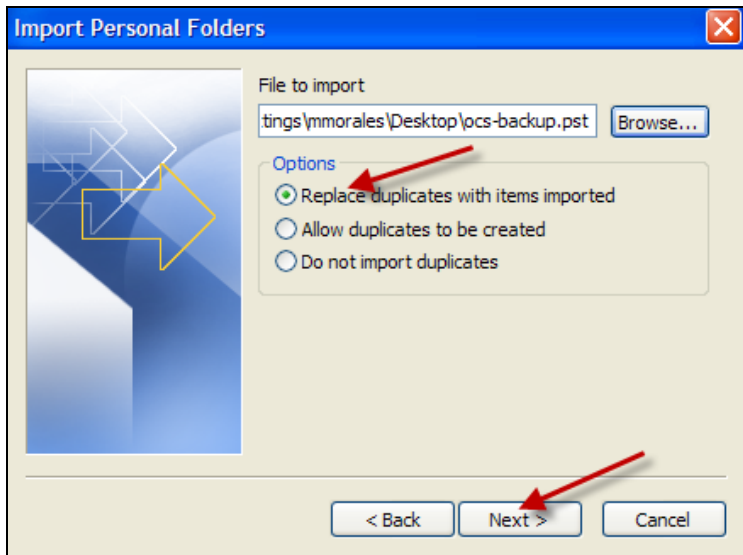 Import Personal Folders
File to import
:tings\mmorales\Desktop\ocs-backup.pst
Browse...
Options
Replace duplicates with items imported
Allow duplicates to be created
Do not import duplicates
< Back
Next >
Cancel